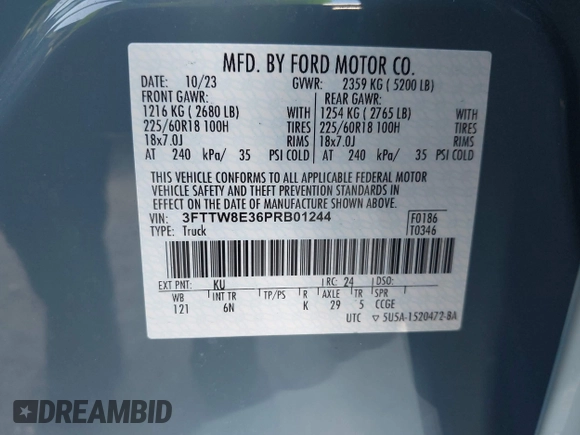 MFD. BY FORD MOTOR CO.
DATE: 10/23 GVWR: 2359 KG ( 5200 LB)
FRONT GAWR: REAR GAWR:
1216 KG ( 2680 LB) WITH 1254 KG ( 2765 LB) WITH
225/60R18 100H TIRES 225/60R18 100H TIRES
18x7.0J RIMS 18x7.0J RIMS
AT 240 kPa/ 35 PSI COLD AT 240 kPa/ 35 PSI COLD
THIS VEHICLE CONFORMS TO ALL APPLICABLE FEDERAL MOTOR
VEHICLE SAFETY AND THEFT PREVENTION STANDARDS IN
EFFECT ON THE DATE OF MANUFACTURE SHOWN ABOVE.
VIN: 3FTTW8E36PRB01244 F0186
TYPE: Truck T0346
EXT PNT: KU RC: 24 DSO:
WB INT TR TP/PS R AXLE TR SPR
121 6N K 29 5 CCGE
UTC ▽ 5U5A-1520472-BA
DREAMBID